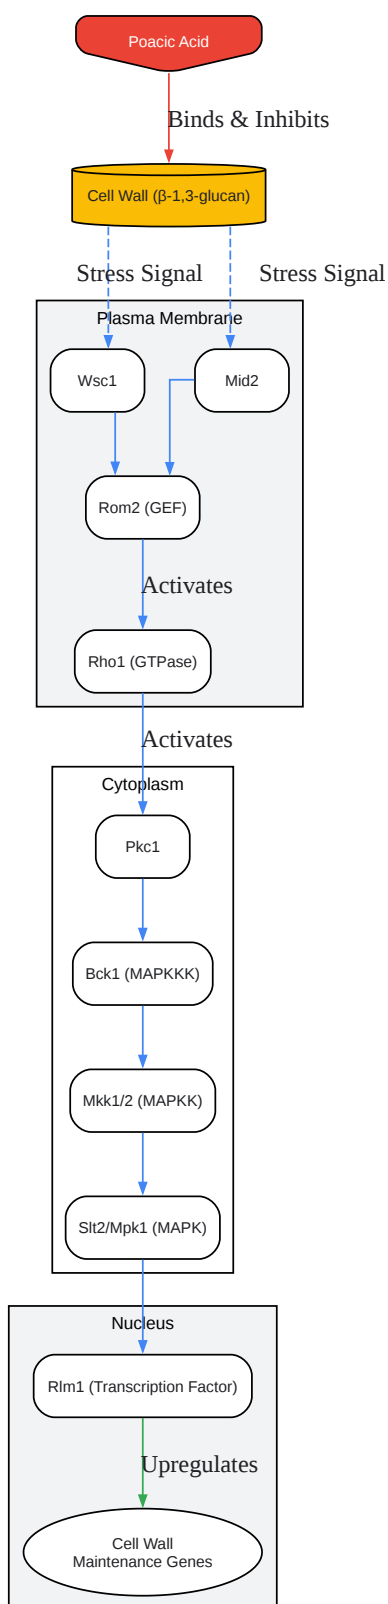 Poacic Acid
Binds & Inhibits
Cell Wall (β-1,3-glucan)
Stress Signal
Stress Signal
Plasma Membrane
Wsc1
Mid2
Rom2 (GEF)
Activates
Rho1 (GTPase)
Activates
Cytoplasm
Pkc1
Bck1 (MAPKKK)
Mkk1/2 (MAPKK)
Slt2/Mpk1 (MAPK)
Nucleus
Rlm1 (Transcription Factor)
Upregulates
Cell Wall
Maintenance Genes